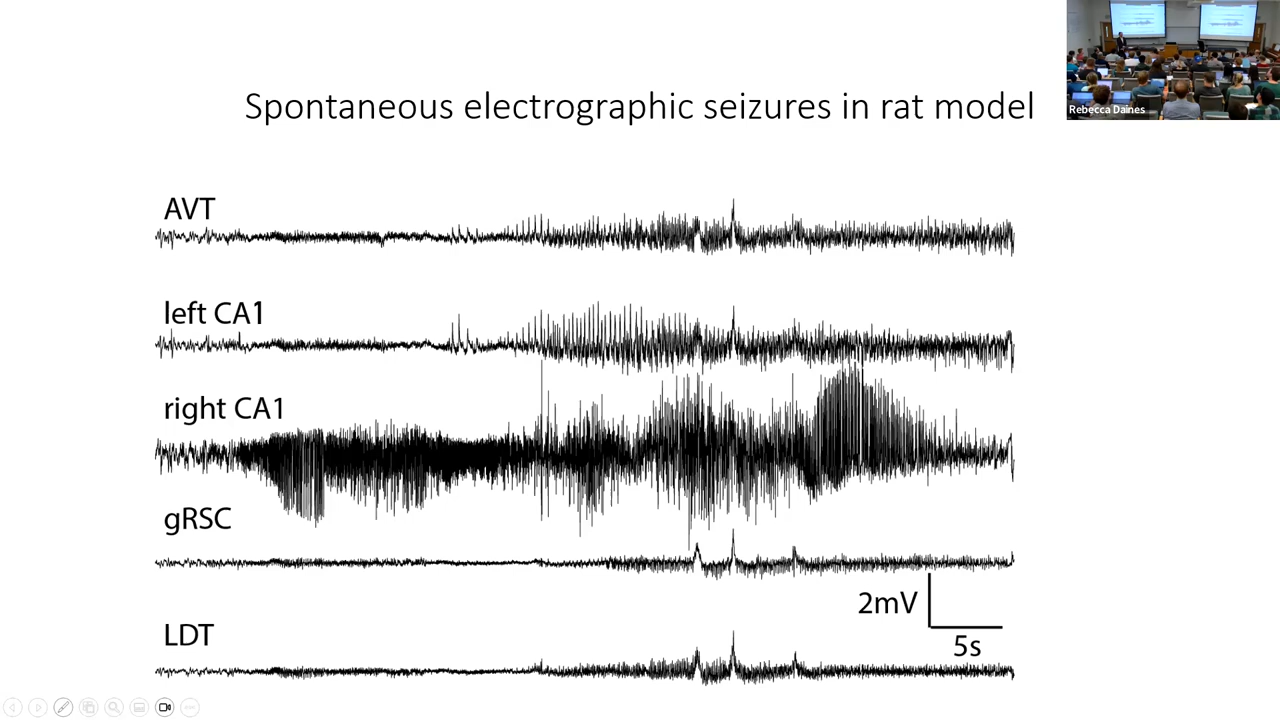 Spontaneous electrographic seizures in rat model
Rebecca Daines
AVT
left CA1
right CA1
gRSC
2mV
5s
LDT